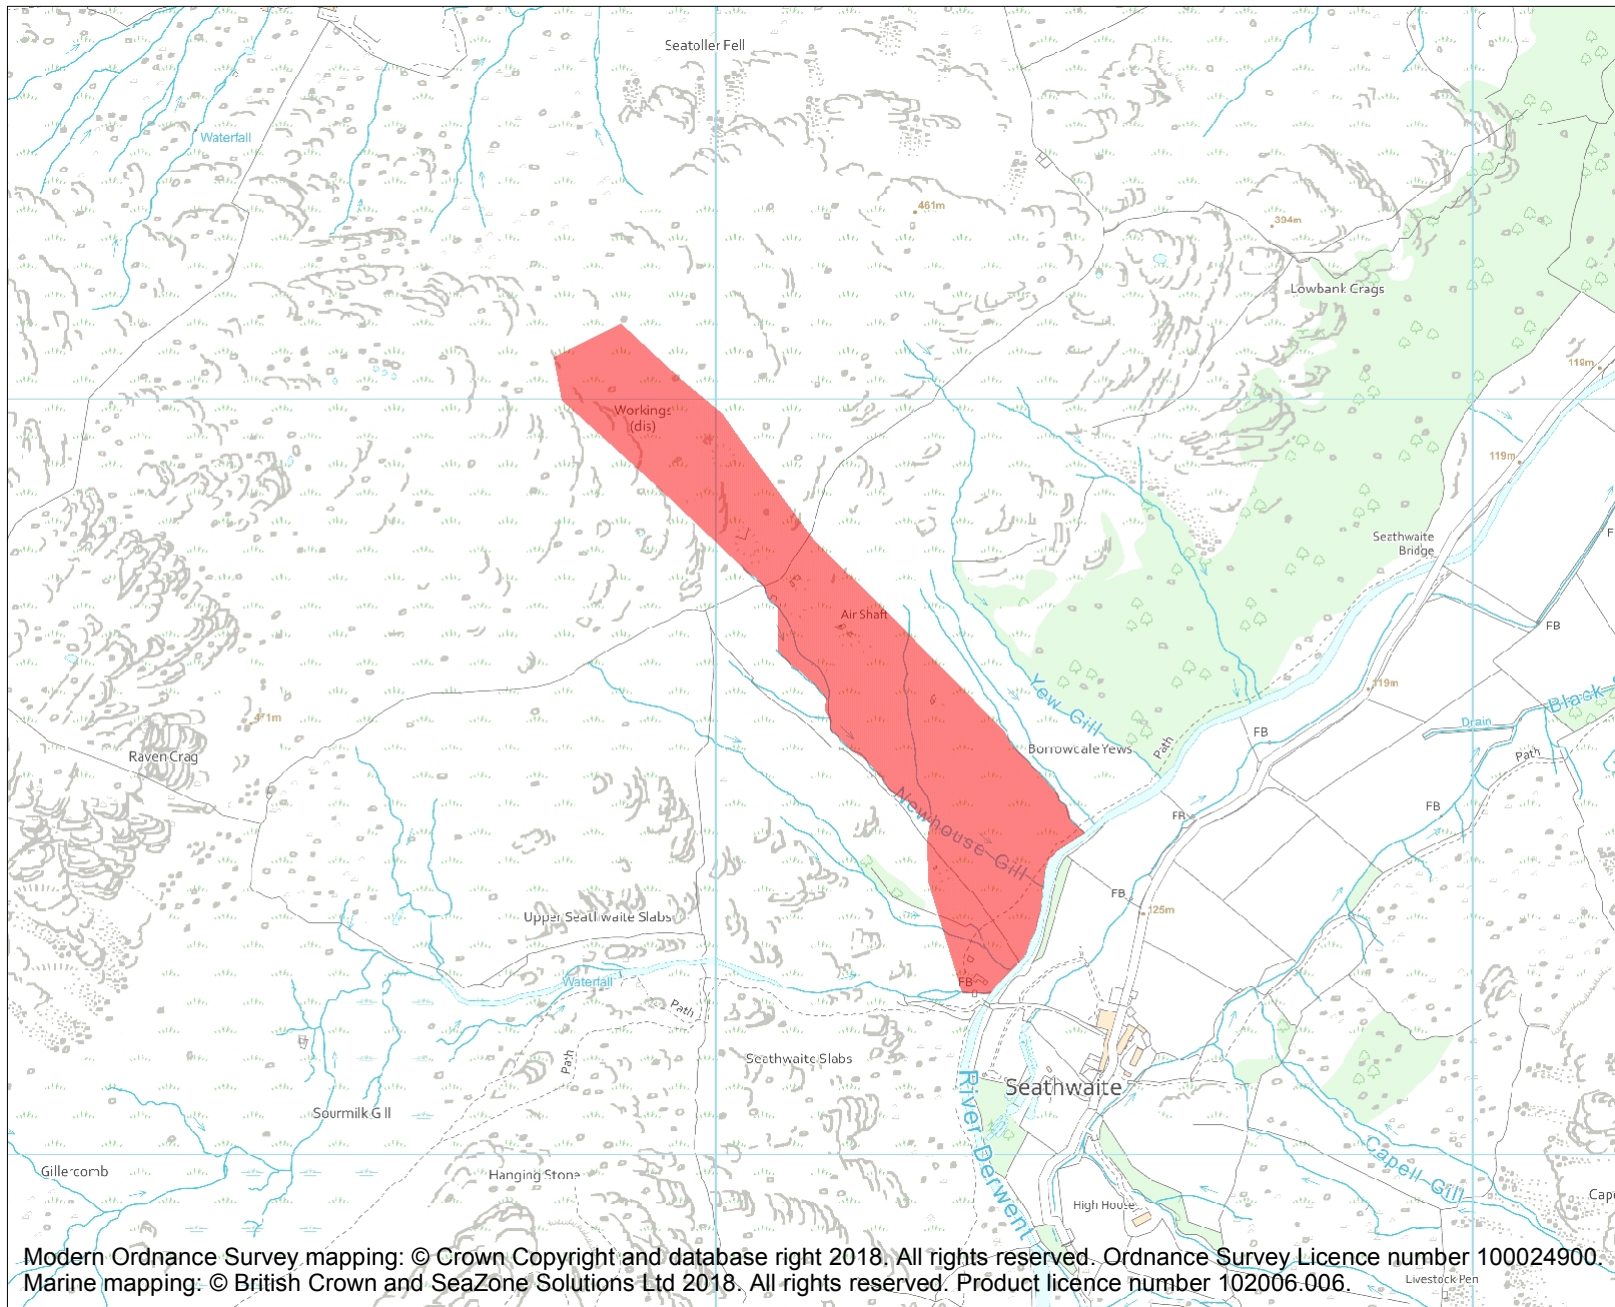 Seatoller Fell
Waterfall
461m
394m
Lowbank Crags
119m
Workings
(dis)
119m
Seathwaite
Bridge
F
Air Shaft
FB
Yew Gill
119m
Black
471m
Raven Crag
Borrowdale Yews
Path
FB
Drain
Path
Newhouse Gill
FB
FB
FB
125m
Upper Seathwaite Slabs
Waterfall
FB
Path
Path
Seathwaite Slabs
Seathwaite
River Derwent
Sourmilk Gill
Gillercomb
Hanging Stone
Capell Gill
High House
Cape
Modern Ordnance Survey mapping: © Crown Copyright and database right 2018. All rights reserved. Ordnance Survey Licence number 100024900.
Marine mapping: © British Crown and SeaZone Solutions Ltd 2018. All rights reserved. Product licence number 102006.006.
Livestock Pen